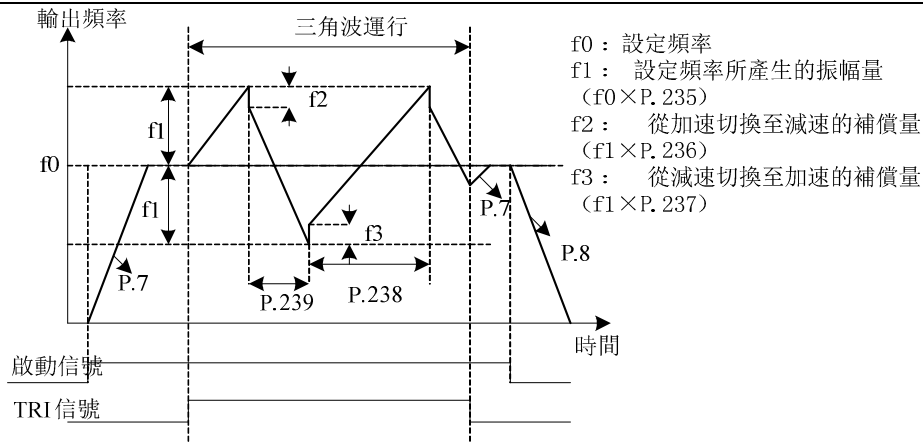 輸出頻率
三角波運行
f0：設定頻率
f1： 設定頻率所產生的振幅量
（f0×P.235）
f2： 從加速切換至減速的補償量
（f1×P.236）
f3： 從減速切換至加速的補償量
（f1×P.237）
f2
f1
f0
f1
f3
P.7
P.7
P.8
P.239
P.238
時間
啟動信號
TRI信號